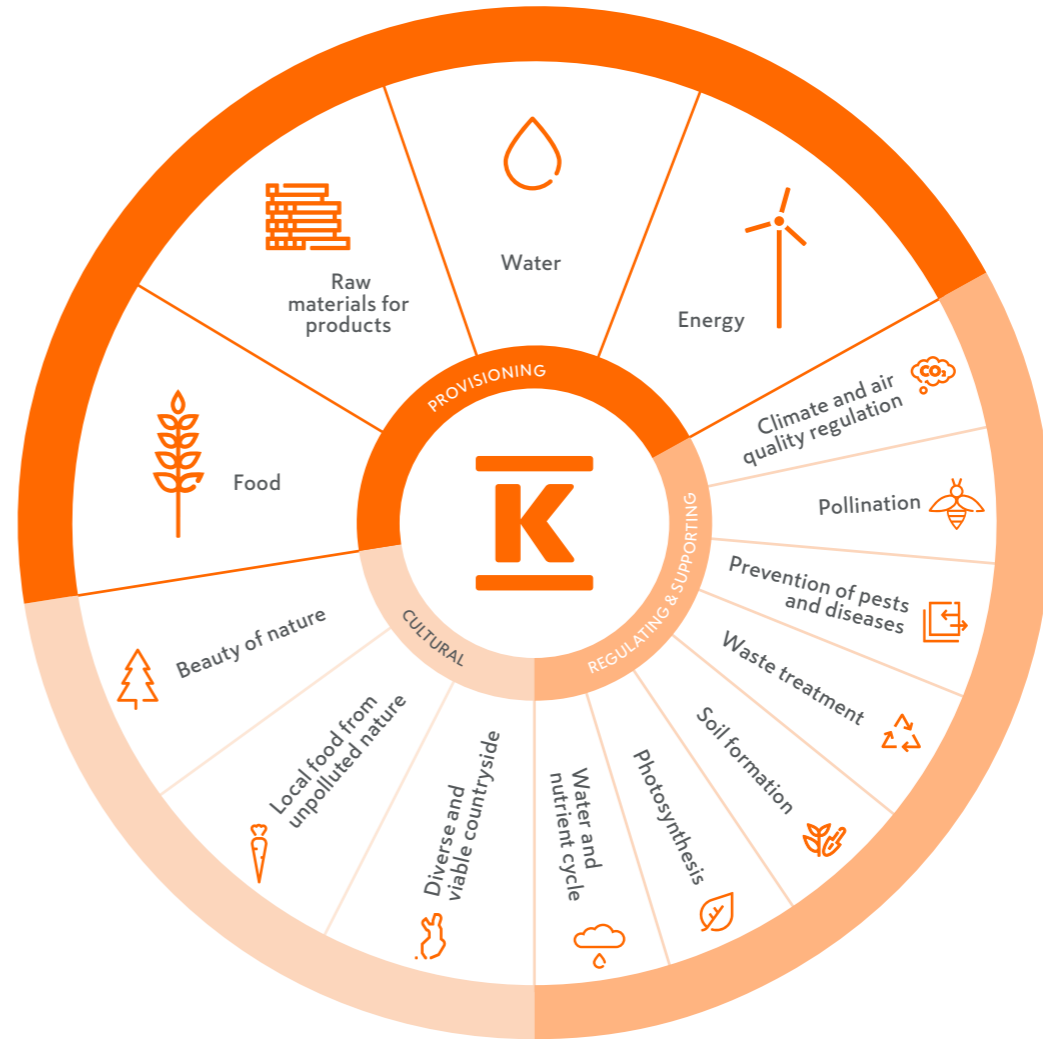 PROVISIONING
Food
Raw
materials for
products
Water
Energy
REGULATING & SUPPORTING
Climate and air
quality regulation
CO₂
Pollination
Prevention of pests
and diseases
Waste treatment
Soil formation
Photosynthesis
Water and
nutrient cycle
CULTURAL
Diverse and
viable countryside
Local food from
unpolluted nature
Beauty of nature
K